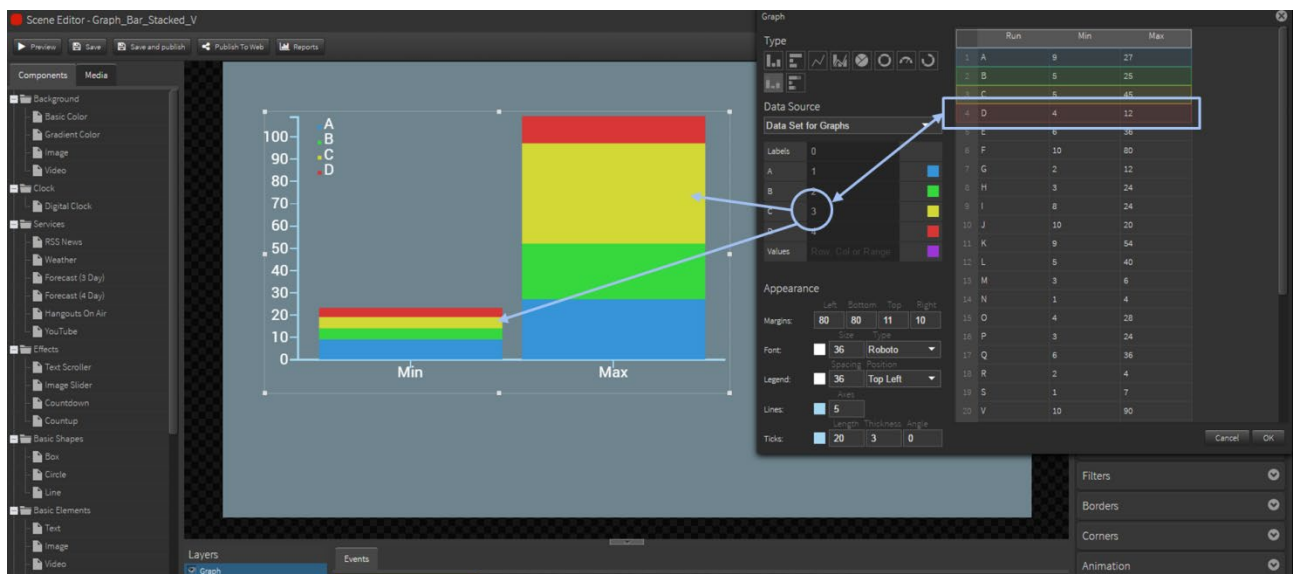 Scene Editor - Graph_Bar_Stacked_V
Preview Save Save and publish Publish To Web Reports
Components Media
Background
Basic Color
Gradient Color
Image
Video
Clock
Digital Clock
Services
RSS News
Weather
Forecast (3 Day)
Forecast (4 Day)
Hangouts On Air
YouTube
Effects
Text Scroller
Image Slider
Countdown
Countup
Basic Shapes
Box
Circle
Line
Basic Elements
Text
Image
Video
A
B
C
D
100
90
80
70
60
50
40
30
20
10
0
Min Max
Layers
Graph
Events
Graph
Type
Data Source
Data Set for Graphs
Labels 0
A 1
B 2
C 3
D 4
Values Row, Col or Range
Appearance
Left Bottom Top Right
Margins: 80 80 11 10
Size Type
Font: 36 Roboto
Spacing Position
Legend: 36 Top Left
Axes
Lines: 5
Length Thickness Angle
Ticks: 20 3 0
Run Min Max
1 A 9 27
2 B 5 25
3 C 5 45
4 D 4 12
5 E 6 36
6 F 10 80
7 G 2 12
8 H 3 24
9 I 8 24
10 J 10 20
11 K 9 54
12 L 5 40
13 M 3 6
14 N 1 4
15 O 4 28
16 P 3 24
17 Q 6 36
18 R 2 4
19 S 1 7
20 V 10 90
Cancel OK
Filters
Borders
Corners
Animation